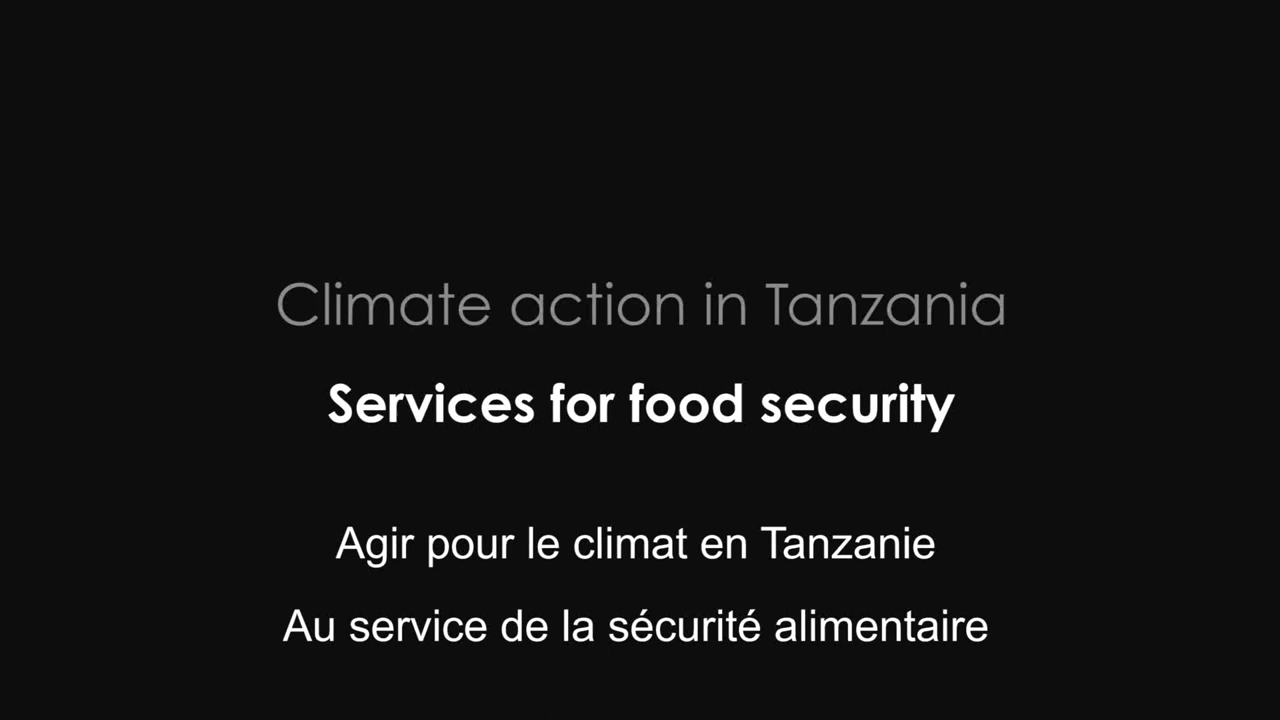 Climate action in Tanzania
Services for food security
Agir pour le climat en Tanzanie
Au service de la sécurité alimentaire